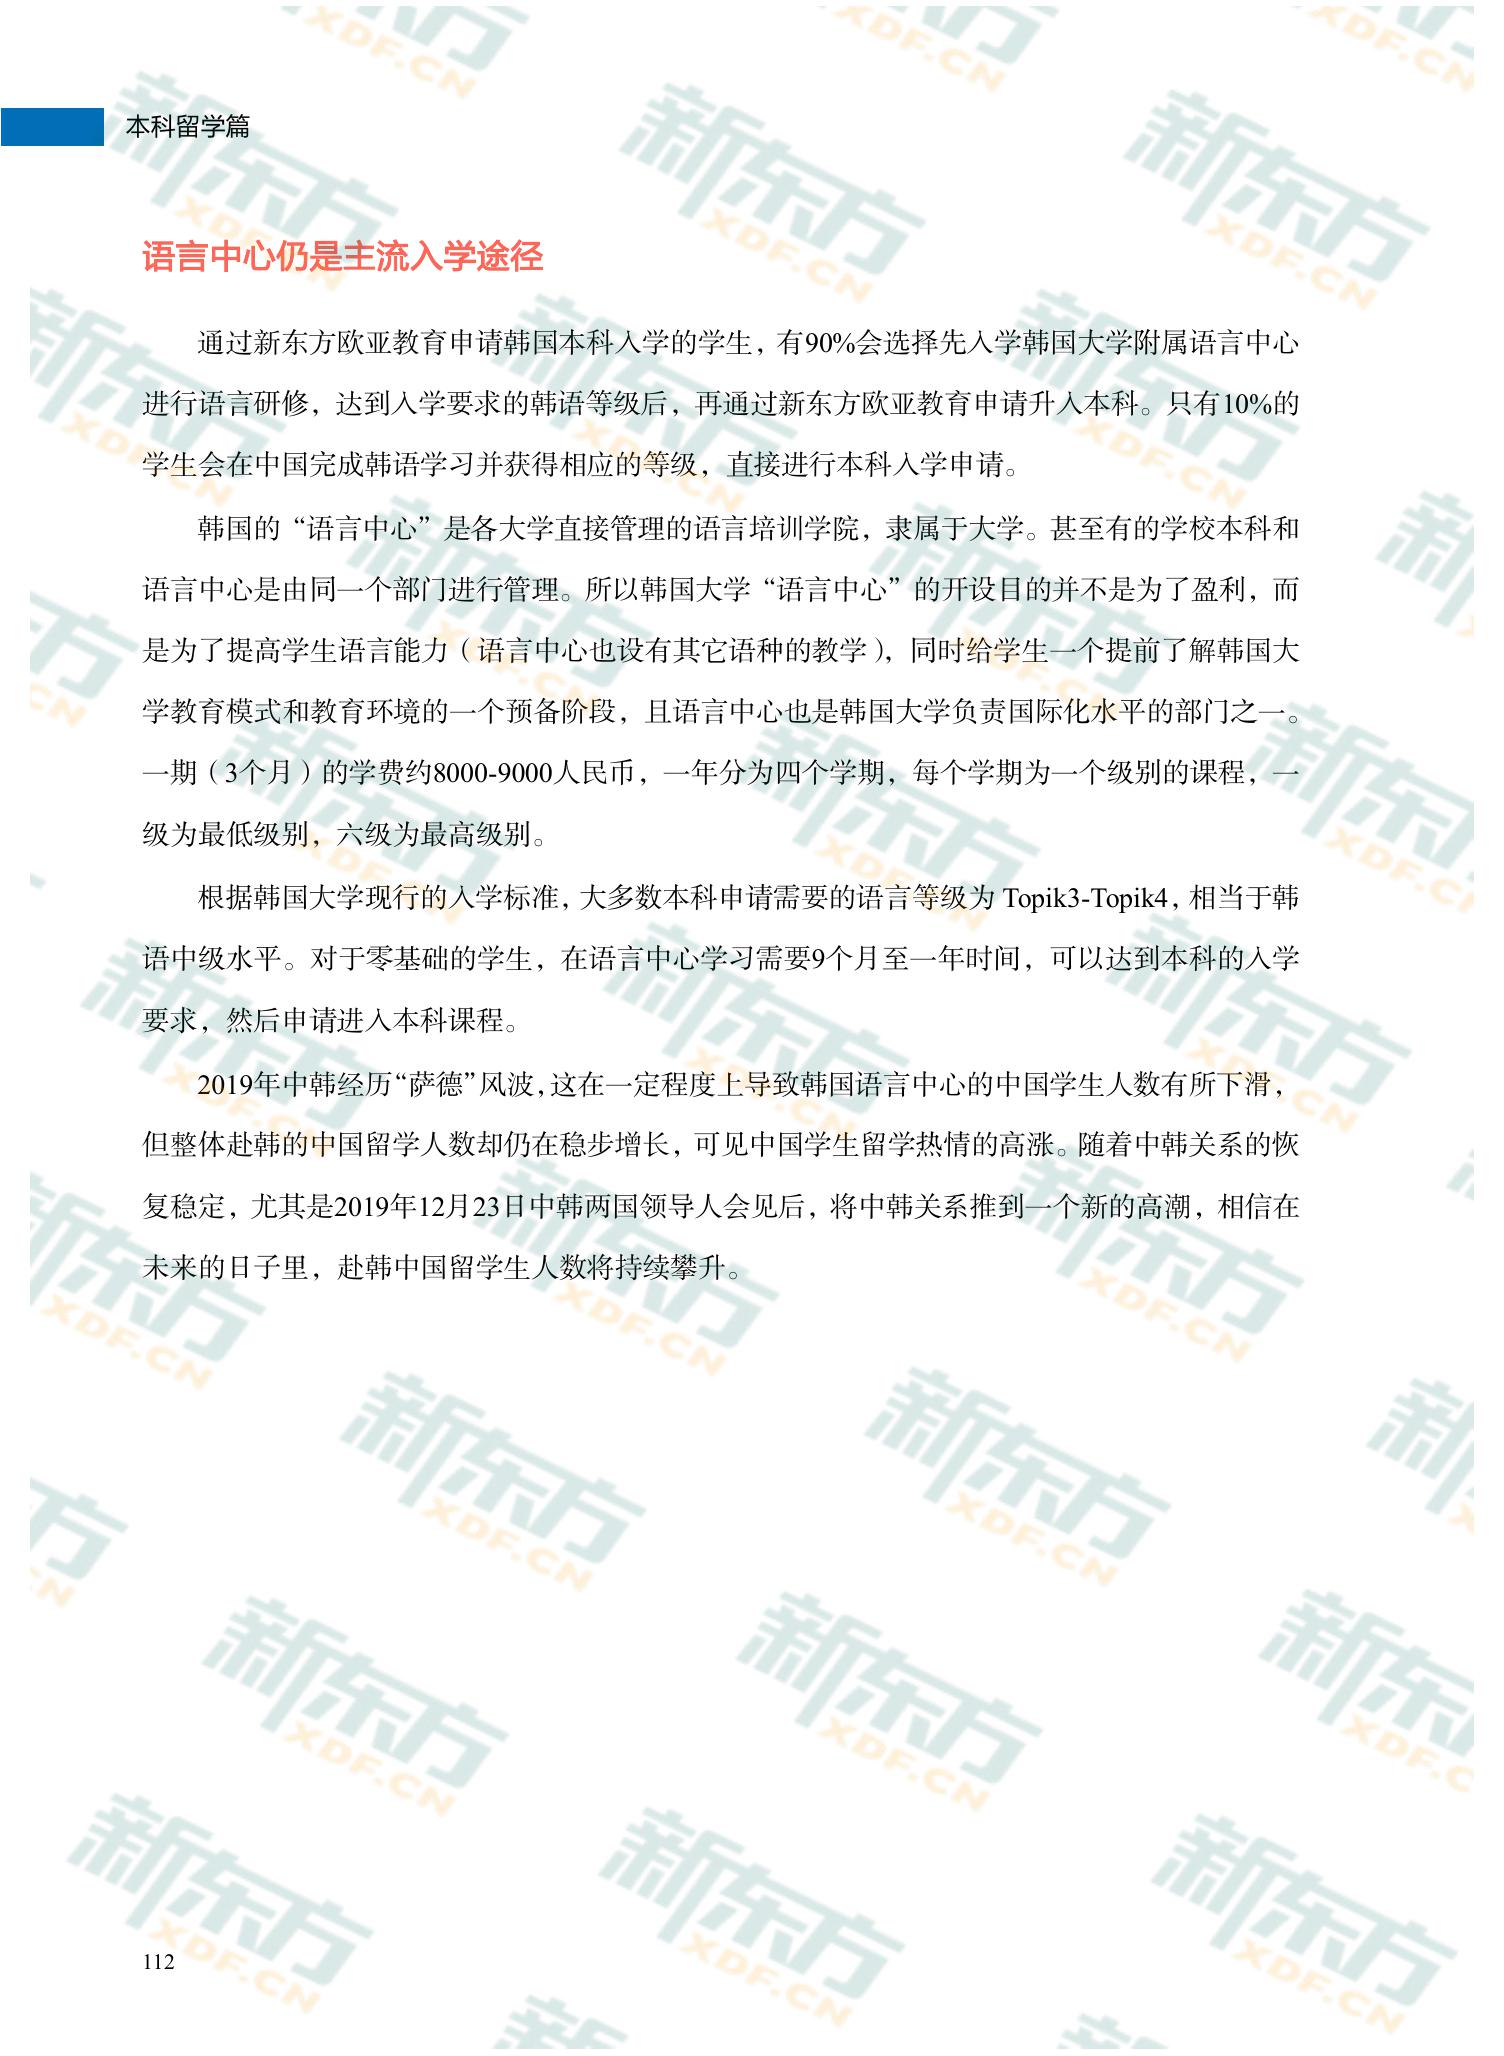 本科留学篇
语言中心仍是主流入学途径
通过新东方欧亚教育申请韩国本科入学的学生，有90%会选择先入学韩国大学附属语言中心
进行语言研修，达到入学要求的韩语等级后，再通过新东方欧亚教育申请升入本科。只有10%的
学生会在中国完成韩语学习并获得相应的等级，直接进行本科入学申请。
韩国的“语言中心”是各大学直接管理的语言培训学院，隶属于大学。甚至有的学校本科和
语言中心是由同一个部门进行管理。所以韩国大学“语言中心”的开设目的并不是为了盈利，而
是为了提高学生语言能力（语言中心也设有其它语种的教学），同时给学生一个提前了解韩国大
学教育模式和教育环境的一个预备阶段，且语言中心也是韩国大学负责国际化水平的部门之一。
一期（3个月）的学费约8000-9000人民币，一年分为四个学期，每个学期为一个级别的课程，一
级为最低级别，六级为最高级别。
根据韩国大学现行的入学标准，大多数本科申请需要的语言等级为 Topik3-Topik4，相当于韩
语中级水平。对于零基础的学生，在语言中心学习需要9个月至一年时间，可以达到本科的入学
要求，然后申请进入本科课程。
2019年中韩经历“萨德”风波，这在一定程度上导致韩国语言中心的中国学生人数有所下滑，
但整体赴韩的中国留学人数却仍在稳步增长，可见中国学生留学热情的高涨。随着中韩关系的恢
复稳定，尤其是2019年12月23日中韩两国领导人会见后，将中韩关系推到一个新的高潮，相信在
未来的日子里，赴韩中国留学生人数将持续攀升。
112